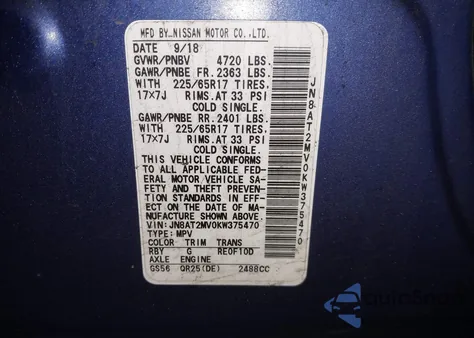 MFD BY NISSAN MOTOR CO.,LTD.
DATE 9/18
GVWR/PNBV 4720 LBS.
GAWR/PNBE FR.2363 LBS.
WITH 225/65R17 TIRES,
17x7J RIMS.AT 33 PSI
COLD SINGLE.
GAWR/PNBE RR.2401 LBS.
WITH 225/65R17 TIRES,
17x7J RIMS.AT 33 PSI
COLD SINGLE.
THIS VEHICLE CONFORMS
TO ALL APPLICABLE FED-
ERAL MOTOR VEHICLE SA-
FETY AND THEFT PREVEN-
TION STANDARDS IN EFF-
ECT ON THE DATE OF MA-
NUFACTURE SHOWN ABOVE.
VIN:JN8AT2MV0KW375470
TYPE:MPV
COLOR TRIM TRANS
RBY G RE0F10D
AXLE ENGINE
GS56 QR25(DE) 2488CC
JN8AT2MV0KW375470